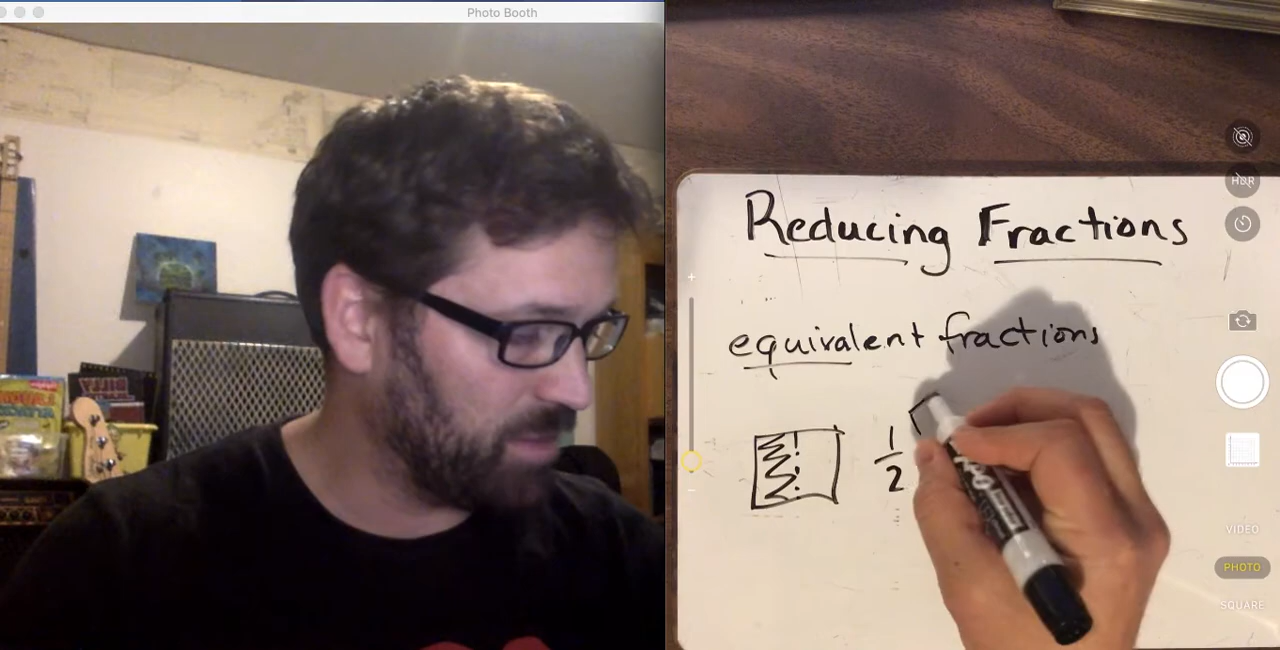 Photo Booth
Reducing Fractions
equivalent fractions
1
2
HDR
VIDEO
PHOTO
SQUARE